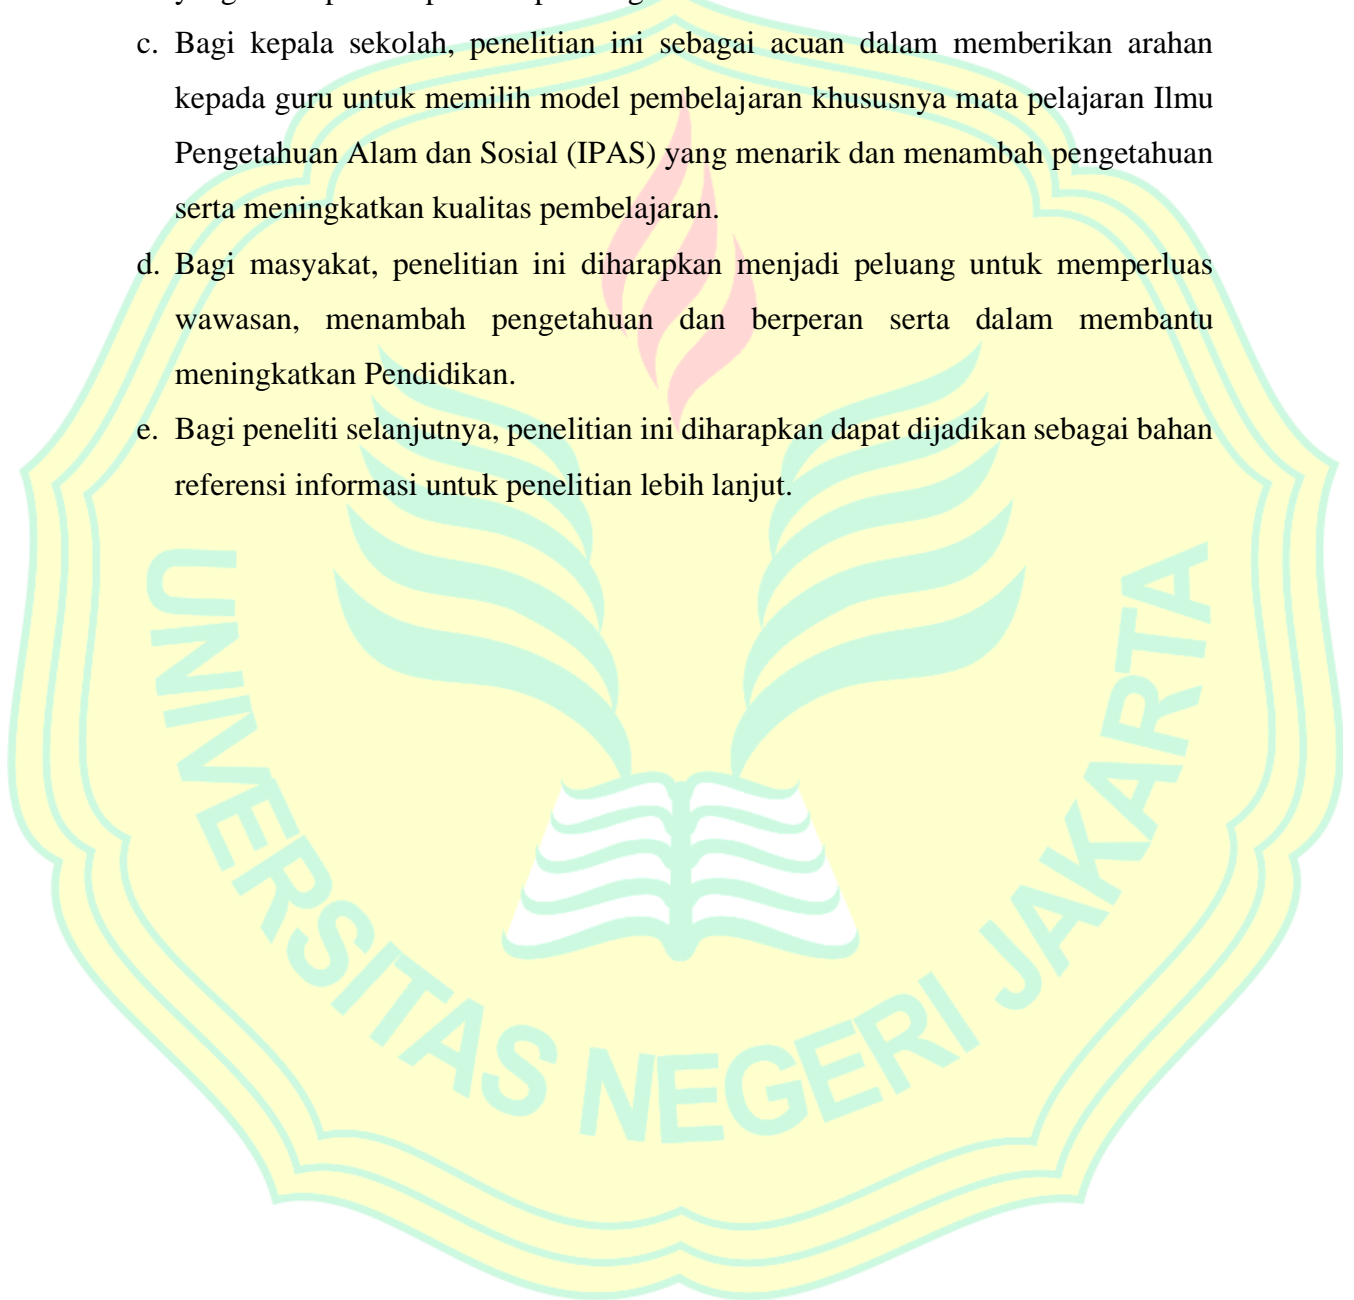 c. Bagi kepala sekolah, penelitian ini sebagai acuan dalam memberikan arahan
kepada guru untuk memilih model pembelajaran khususnya mata pelajaran Ilmu
Pengetahuan Alam dan Sosial (IPAS) yang menarik dan menambah pengetahuan
serta meningkatkan kualitas pembelajaran.
d. Bagi masyakat, penelitian ini diharapkan menjadi peluang untuk memperluas
wawasan, menambah pengetahuan dan berperan serta dalam membantu
meningkatkan Pendidikan.
e. Bagi peneliti selanjutnya, penelitian ini diharapkan dapat dijadikan sebagai bahan
referensi informasi untuk penelitian lebih lanjut.
UNIVERSITAS NEGERI JAKARTA